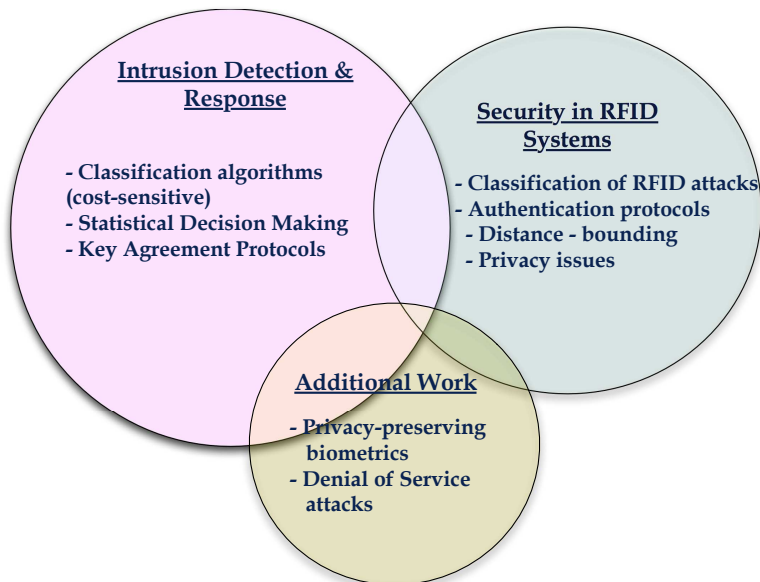 Intrusion Detection &
Response
- Classification algorithms
(cost-sensitive)
- Statistical Decision Making
- Key Agreement Protocols
Security in RFID
Systems
- Classification of RFID attacks
- Authentication protocols
- Distance - bounding
- Privacy issues
Additional Work
- Privacy-preserving
biometrics
- Denial of Service
attacks